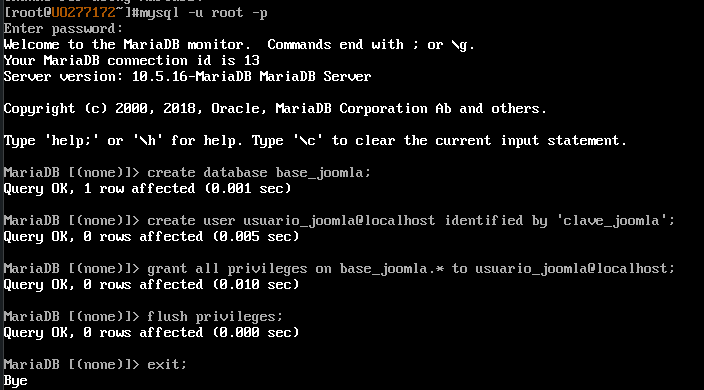 [root@UO277172~]#mysql -u root -p
Enter password:
Welcome to the MariaDB monitor.  Commands end with ; or \g.
Your MariaDB connection id is 13
Server version: 10.5.16-MariaDB MariaDB Server
Copyright (c) 2000, 2018, Oracle, MariaDB Corporation Ab and others.
Type 'help;' or '\h' for help. Type '\c' to clear the current input statement.
MariaDB [(none)]> create database base_joomla;
Query OK, 1 row affected (0.001 sec)
MariaDB [(none)]> create user usuario_joomla@localhost identified by 'clave_joomla';
Query OK, 0 rows affected (0.005 sec)
MariaDB [(none)]> grant all privileges on base_joomla.* to usuario_joomla@localhost;
Query OK, 0 rows affected (0.010 sec)
MariaDB [(none)]> flush privileges;
Query OK, 0 rows affected (0.000 sec)
MariaDB [(none)]> exit;
Bye